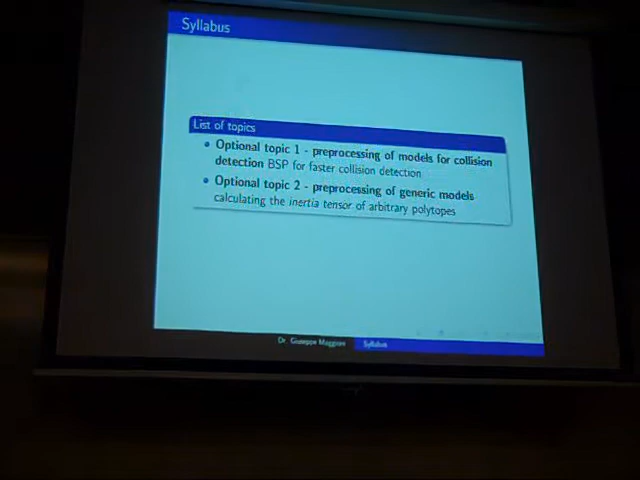 Syllabus
List of topics
Optional topic 1 - preprocessing of models for collision
detection BSP for faster collision detection
Optional topic 2 - preprocessing of generic models
calculating the inertia tensor of arbitrary polytopes
Dr. Giuseppe Maggiore Syllabus